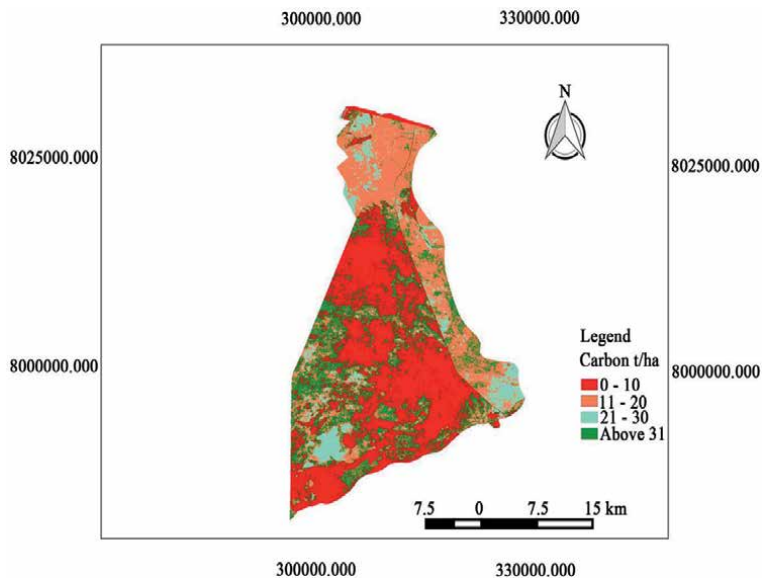 300000.000 330000.000
N
8025000.000 8025000.000
Legend
Carbon t/ha
0 - 10
11 - 20
21 - 30
Above 31
8000000.000 8000000.000
7.5 0 7.5 15 km
300000.000 330000.000